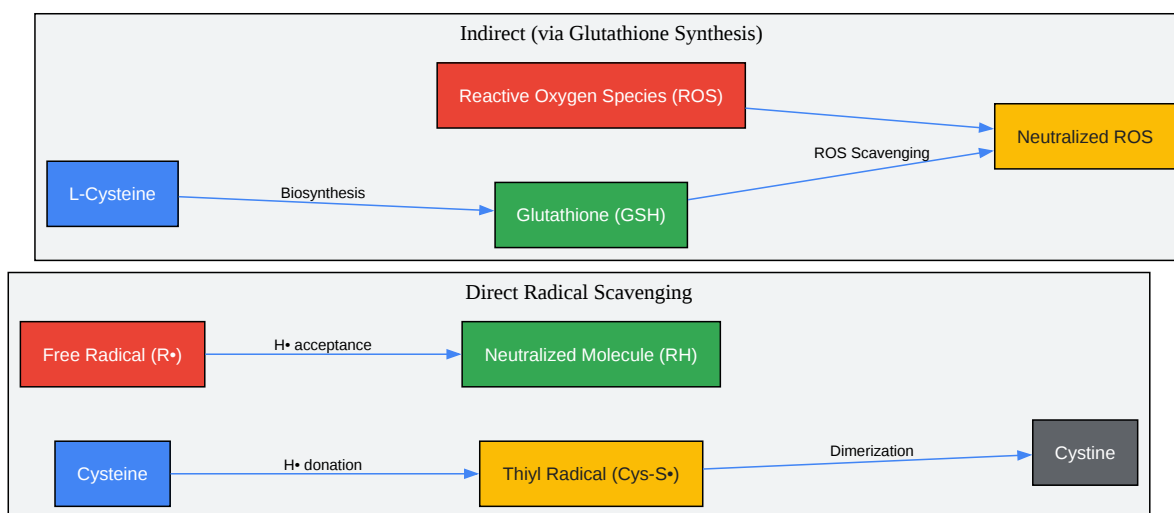 Indirect (via Glutathione Synthesis)
Reactive Oxygen Species (ROS)
Neutralized ROS
ROS Scavenging
L-Cysteine
Biosynthesis
Glutathione (GSH)
Direct Radical Scavenging
Free Radical (R•)
H• acceptance
Neutralized Molecule (RH)
Cysteine
H• donation
Thiyl Radical (Cys-S•)
Dimerization
Cystine